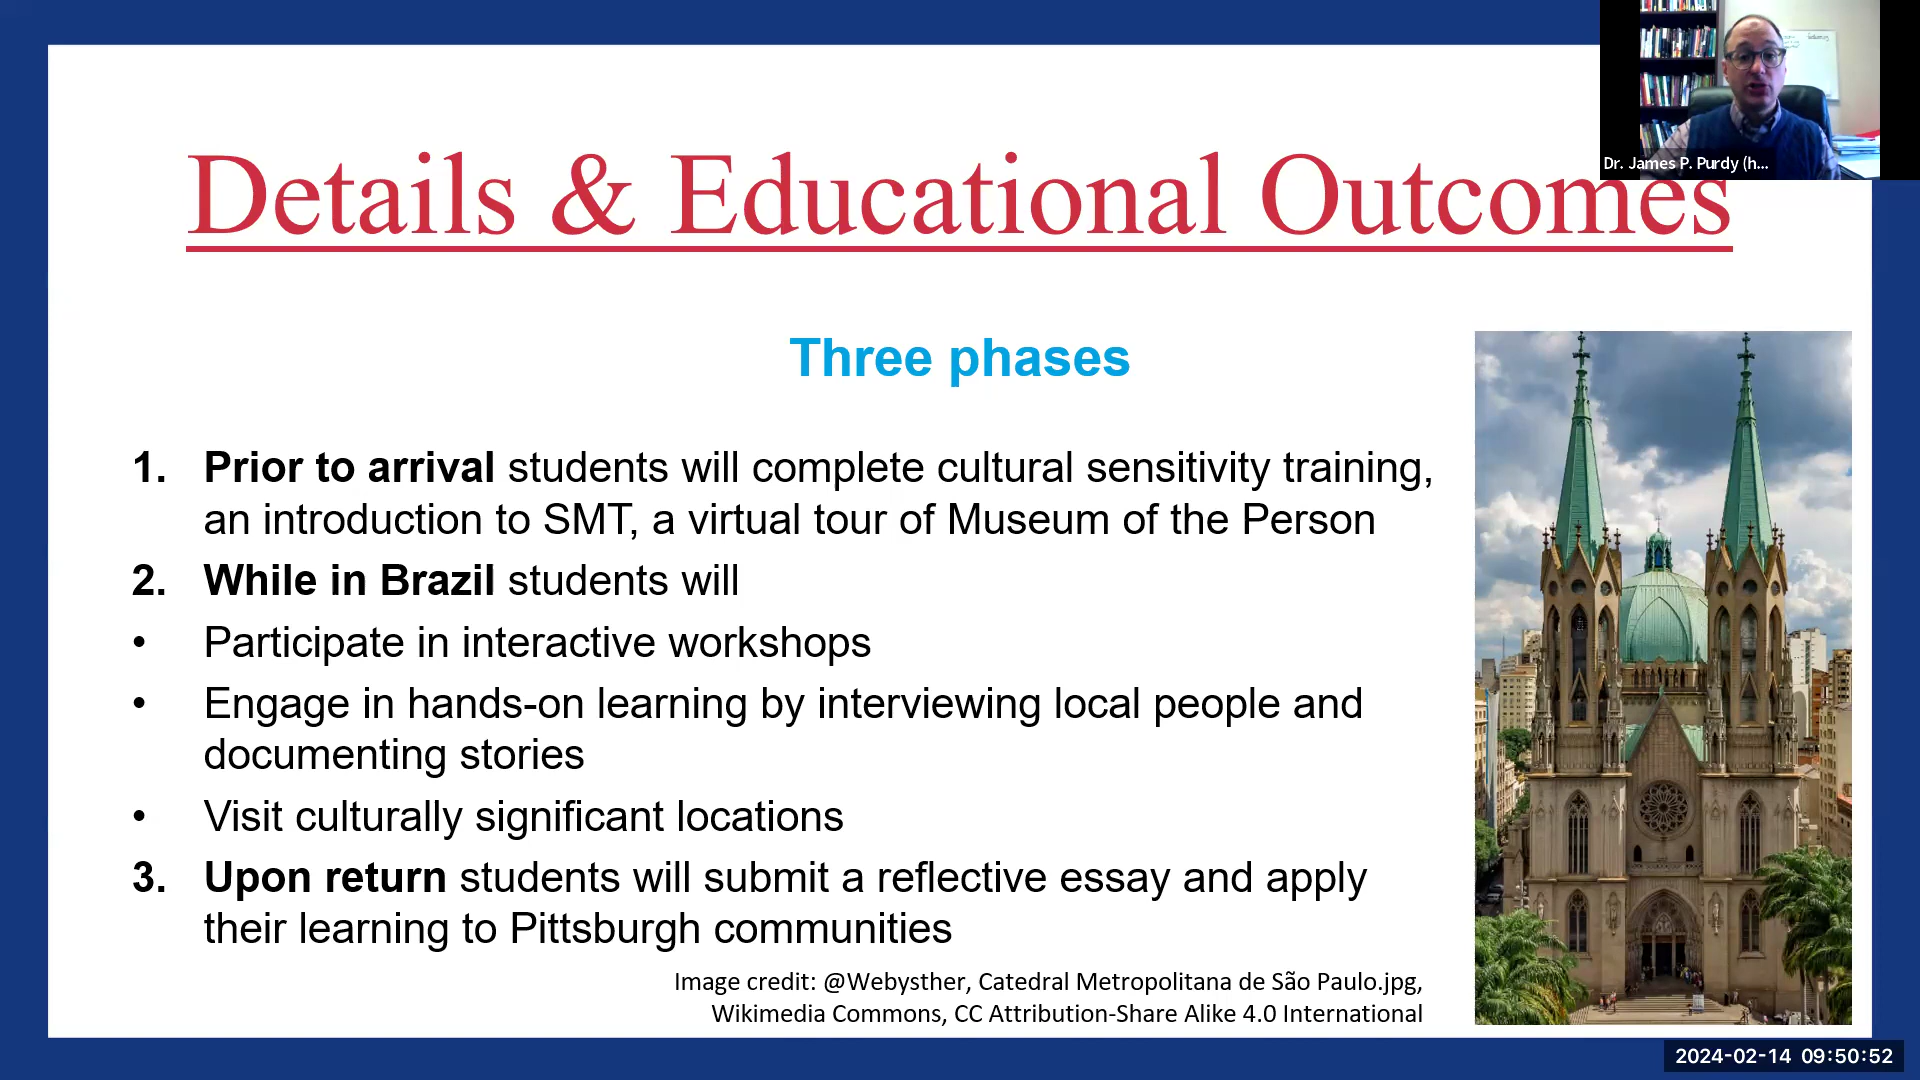 Details & Educational Outcomes
Dr. James P. Purdy (h...
Three phases
1. Prior to arrival students will complete cultural sensitivity training,
an introduction to SMT, a virtual tour of Museum of the Person
2. While in Brazil students will
• Participate in interactive workshops
• Engage in hands-on learning by interviewing local people and
documenting stories
• Visit culturally significant locations
3. Upon return students will submit a reflective essay and apply
their learning to Pittsburgh communities
Image credit: @Webysther, Catedral Metropolitana de São Paulo.jpg,
Wikimedia Commons, CC Attribution-Share Alike 4.0 International
2024-02-14 09:50:52